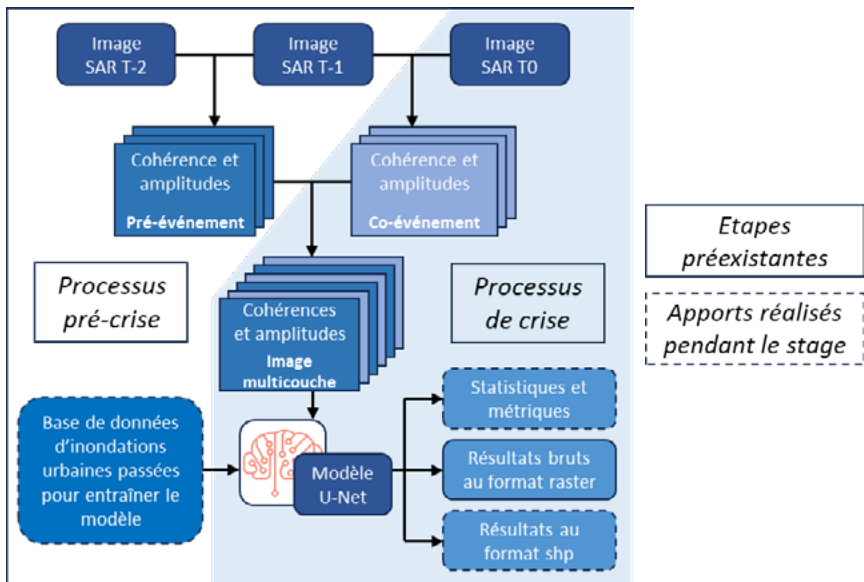 Image
SAR T-2
Image
SAR T-1
Image
SAR T0
Cohérence et
amplitudes
Pré-événement
Cohérence et
amplitudes
Co-événement
Etapes
préexistantes
Processus
pré-crise
Cohérences
et amplitudes
Image
multicouche
Processus
de crise
Apports réalisés
pendant le stage
Base de données
d'inondations
urbaines passées
pour entraîner le
modèle
Modèle
U-Net
Statistiques et
métriques
Résultats bruts
au format raster
Résultats au
format shp